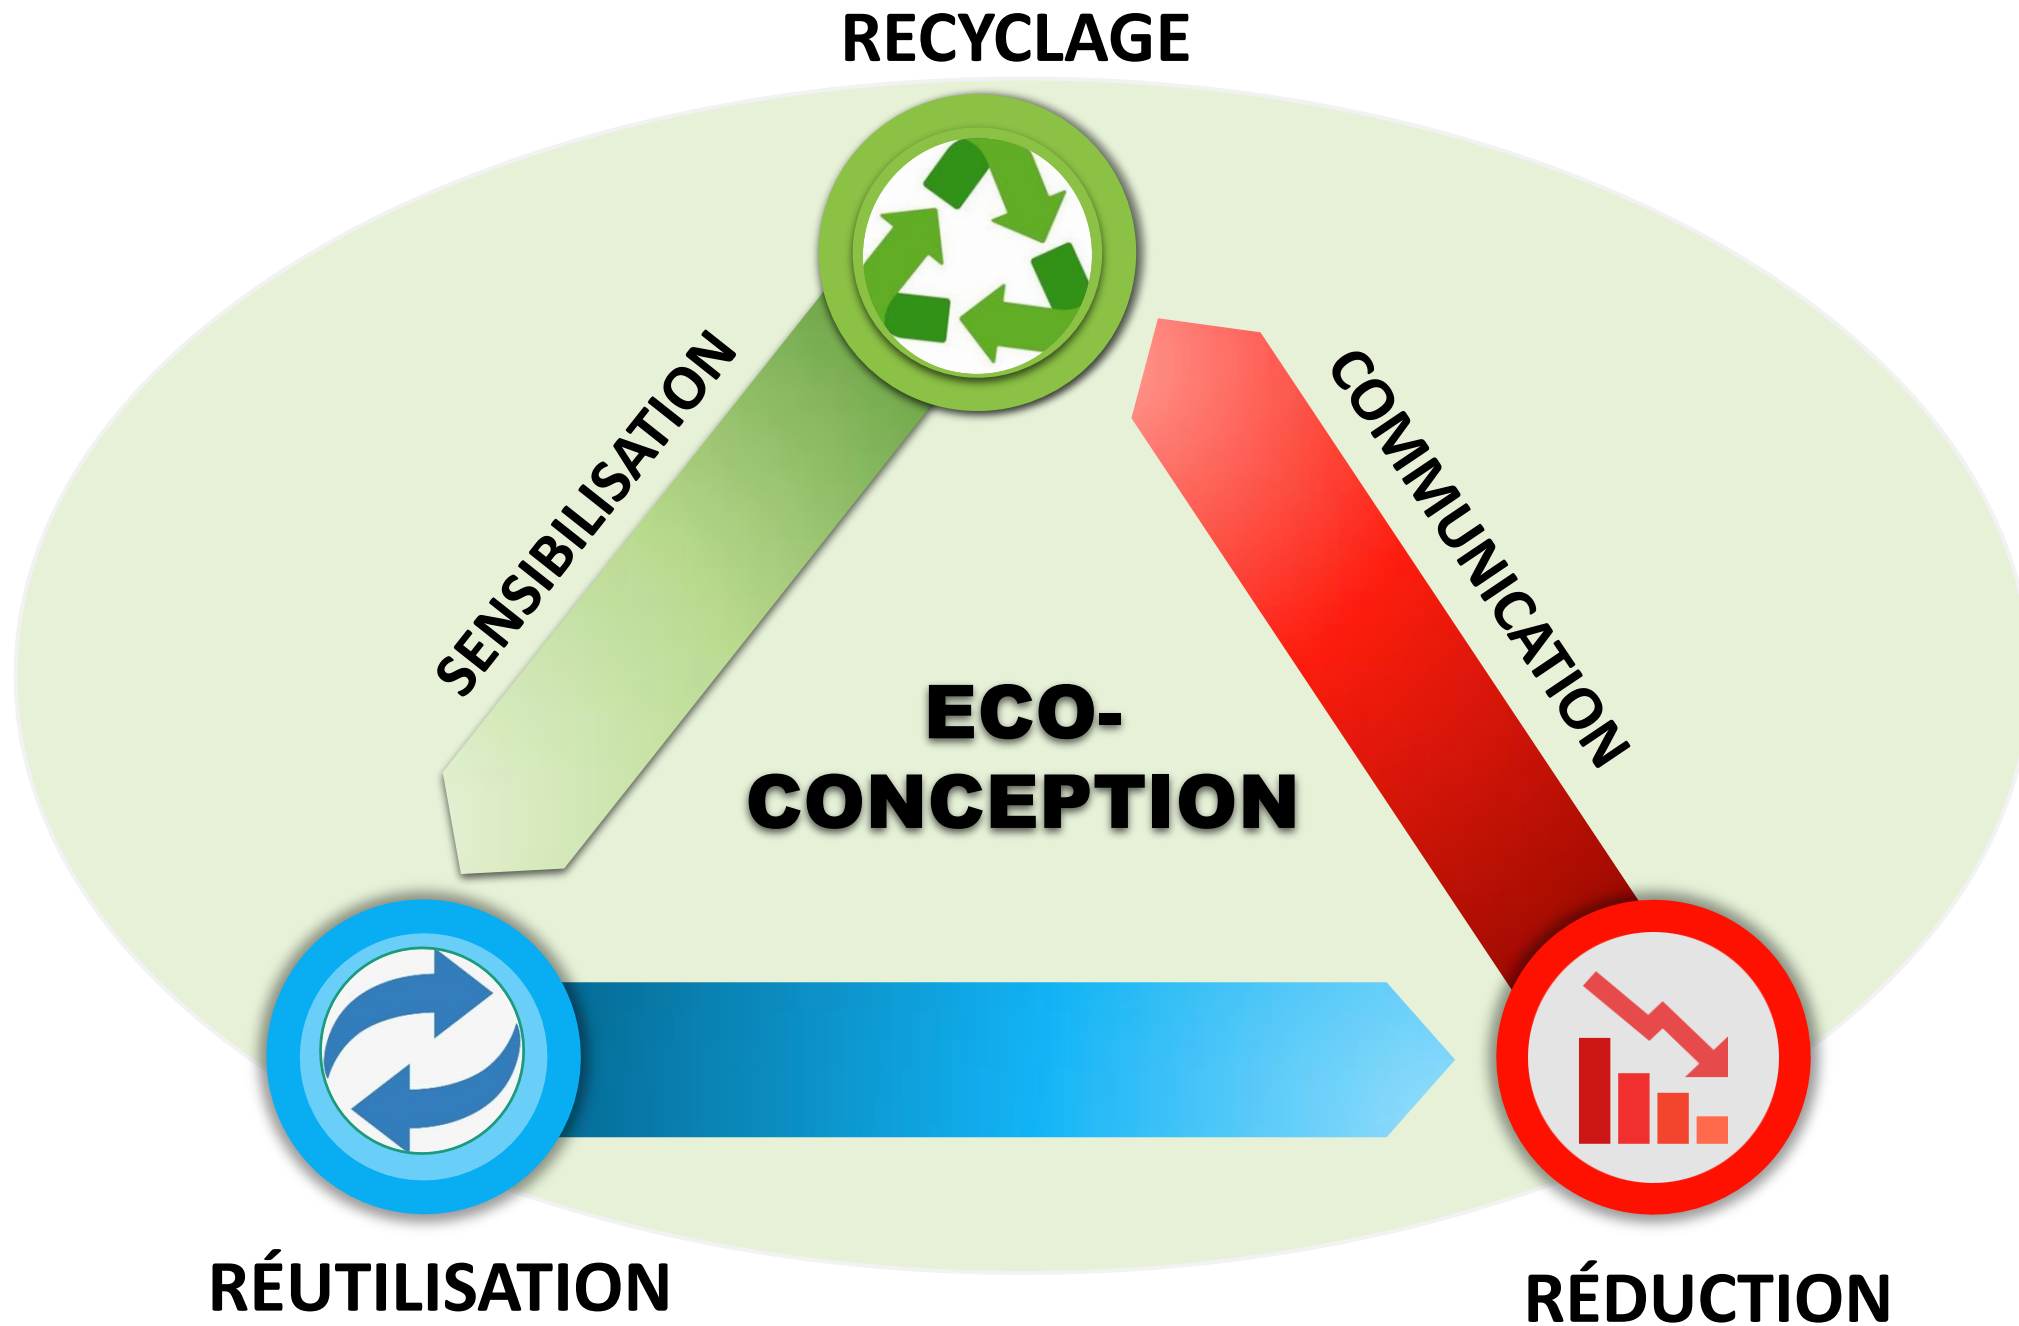 RECYCLAGE
SENSIBILISATION
COMMUNICATION
ECO-
CONCEPTION
RÉUTILISATION
RÉDUCTION